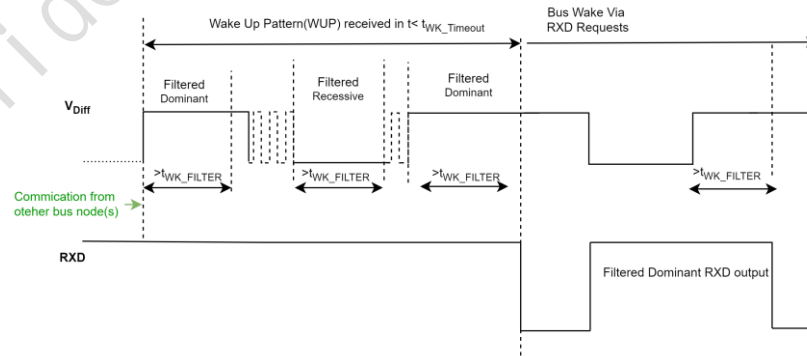 Wake Up Pattern(WUP) received in t< tWK_Timeout
Bus Wake Via
RXD Requests
Filtered
Dominant
Filtered
Recessive
Filtered
Dominant
VDiff
>tWK_FILTER
>tWK_FILTER
>tWK_FILTER
>tWK_FILTER
Commication from
oteher bus node(s)
RXD
Filtered Dominant RXD output